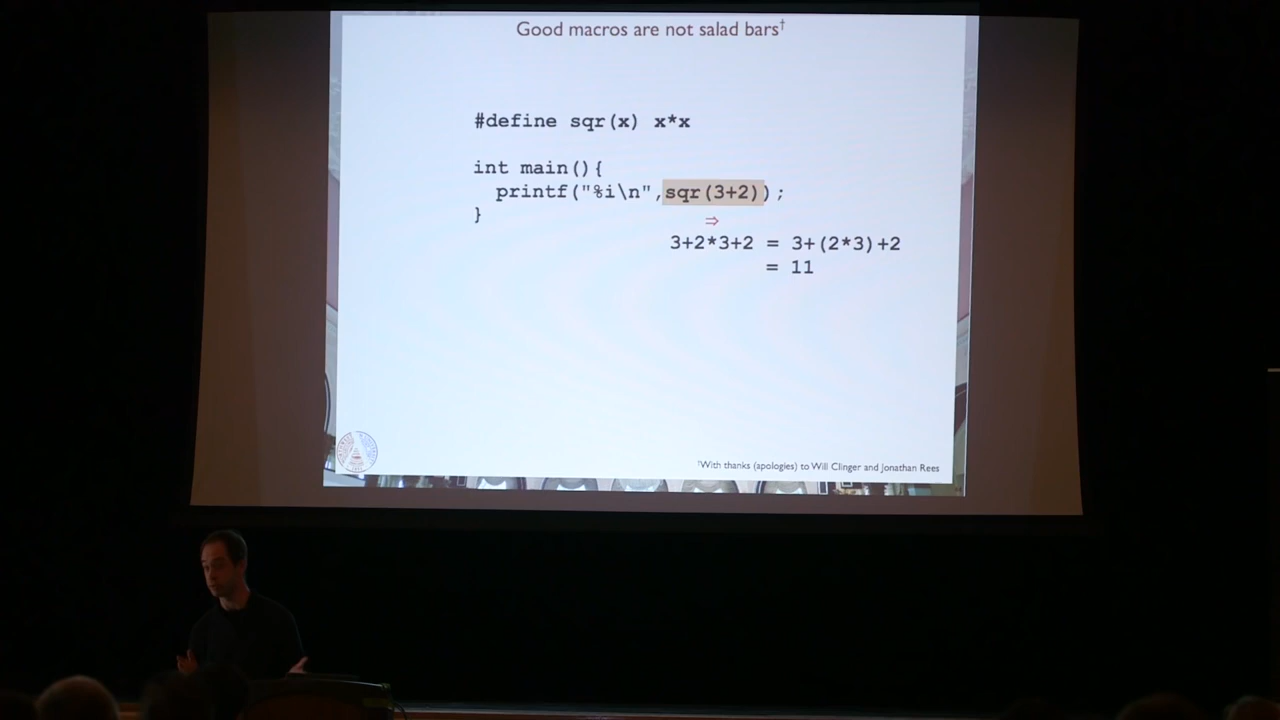 Good macros are not salad bars†
#define sqr(x) x*x
int main(){
printf("%i\n",sqr(3+2));
}
⇒
3+2*3+2 = 3+(2*3)+2
= 11
†With thanks (apologies) to Will Clinger and Jonathan Rees